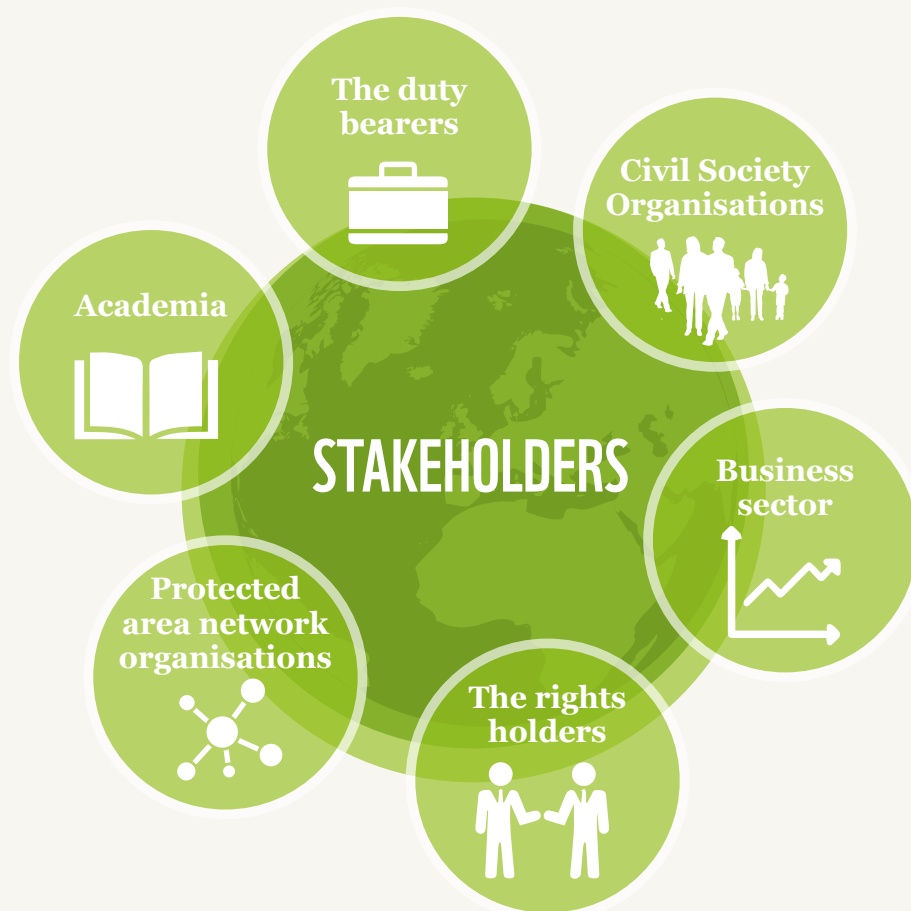 The duty
bearers
Civil Society
Organisations
Academia
STAKEHOLDERS
Business
sector
Protected
area network
organisations
The rights
holders